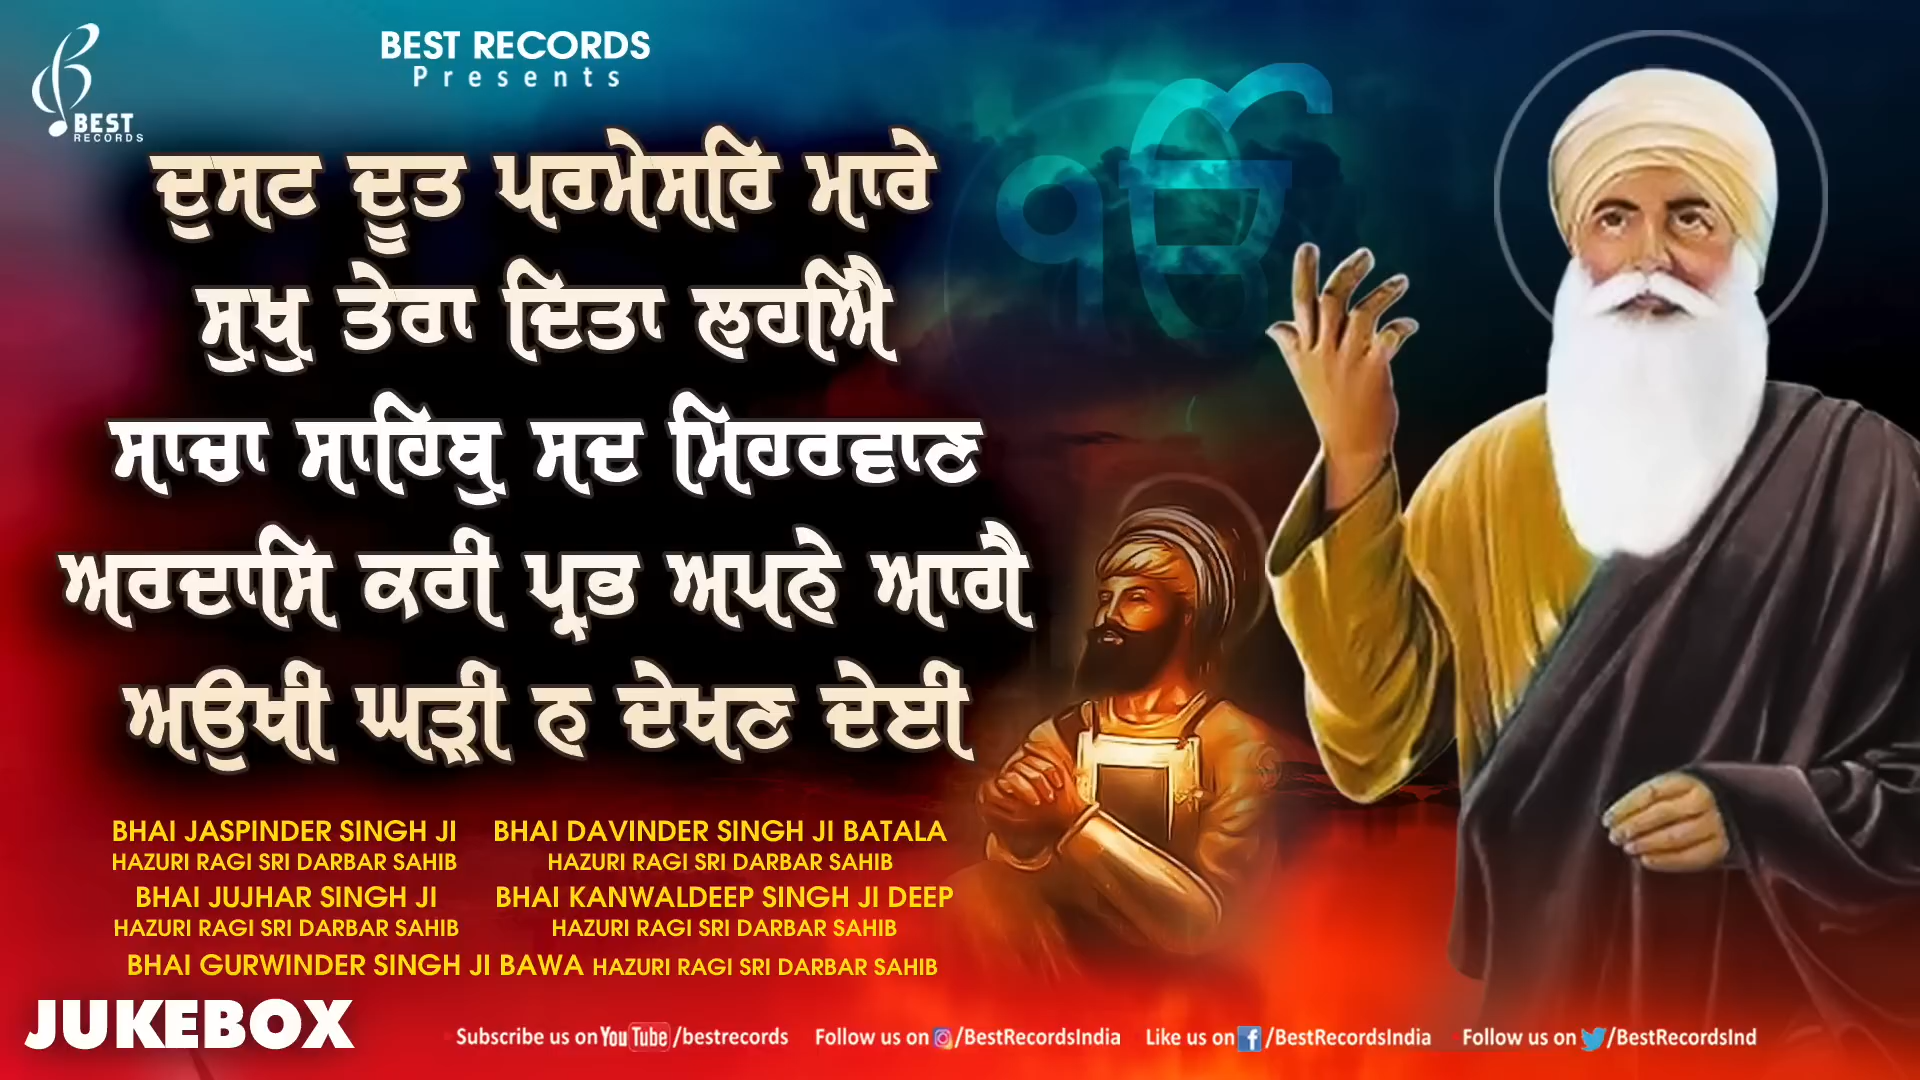 BEST RECORDS
Presents
BEST
RECORDS
ੴ
ਦੁਸਟ ਦੂਤ ਪਰਮੇਸਰਿ ਮਾਰੇ
ਸੁਖੁ ਤੇਰਾ ਦਿਤਾ ਲਹਿਐ
ਸਾਚਾ ਸਾਹਿਬੁ ਸਦ ਮਿਹਰਵਾਣ
ਅਰਦਾਸਿ ਕਰੀ ਪ੍ਰਭ ਅਪਨੇ ਆਗੈ
ਅਉਖੀ ਘੜੀ ਨ ਦੇਖਣ ਦੇਈ
BHAI JASPINDER SINGH JI BHAI DAVINDER SINGH JI BATALA
HAZURI RAGI SRI DARBAR SAHIB HAZURI RAGI SRI DARBAR SAHIB
BHAI JUJHAR SINGH JI BHAI KANWALDEEP SINGH JI DEEP
HAZURI RAGI SRI DARBAR SAHIB HAZURI RAGI SRI DARBAR SAHIB
BHAI GURWINDER SINGH JI BAWA HAZURI RAGI SRI DARBAR SAHIB
JUKEBOX
Subscribe us on YouTube/bestrecords Follow us on /BestRecordsIndia Like us on f/BestRecordsIndia Follow us on /BestRecordsInd